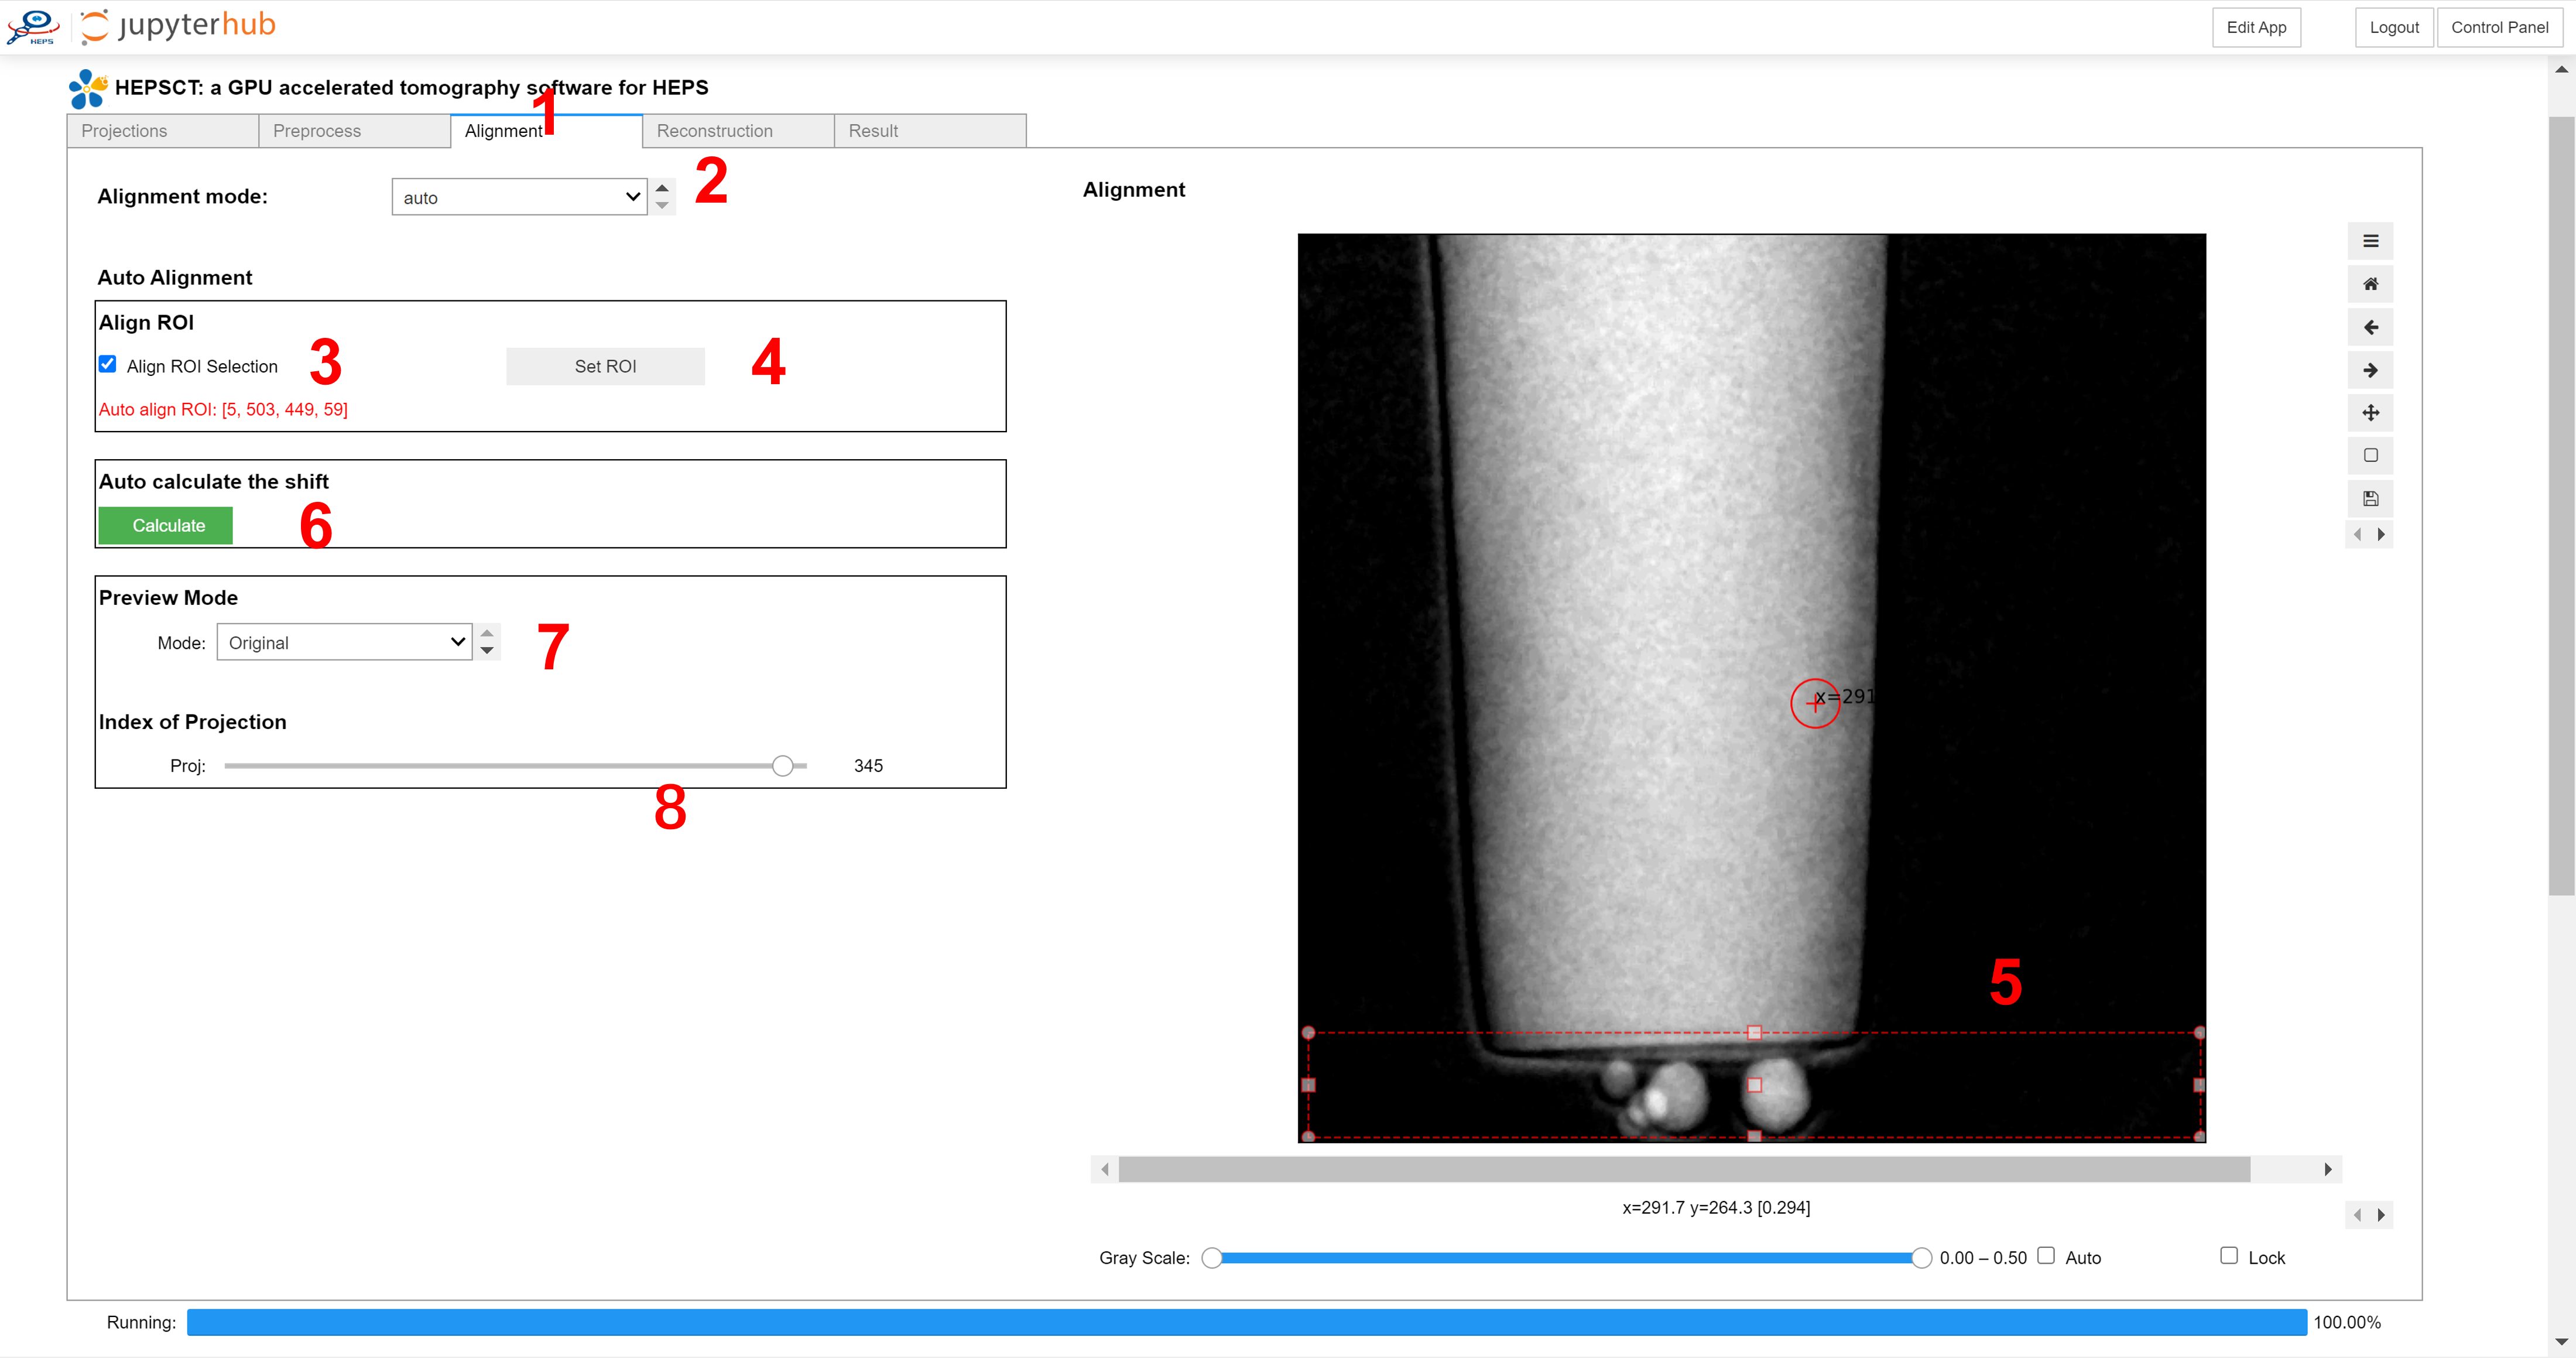 HEPS jupyterhub Edit App Logout Control Panel
HEPSCT: a GPU accelerated tomography software for HEPS
1
Projections Preprocess Alignment Reconstruction Result
Alignment mode: auto 2
Alignment
Auto Alignment
Align ROI
Align ROI Selection 3 Set ROI 4
Auto align ROI: [5, 503, 449, 59]
Auto calculate the shift
Calculate 6
Preview Mode
Mode: Original 7
x=291
Index of Projection
Proj: 345
8
5
x=291.7 y=264.3 [0.294]
Gray Scale: 0.00 – 0.50 Auto Lock
Running: 100.00%